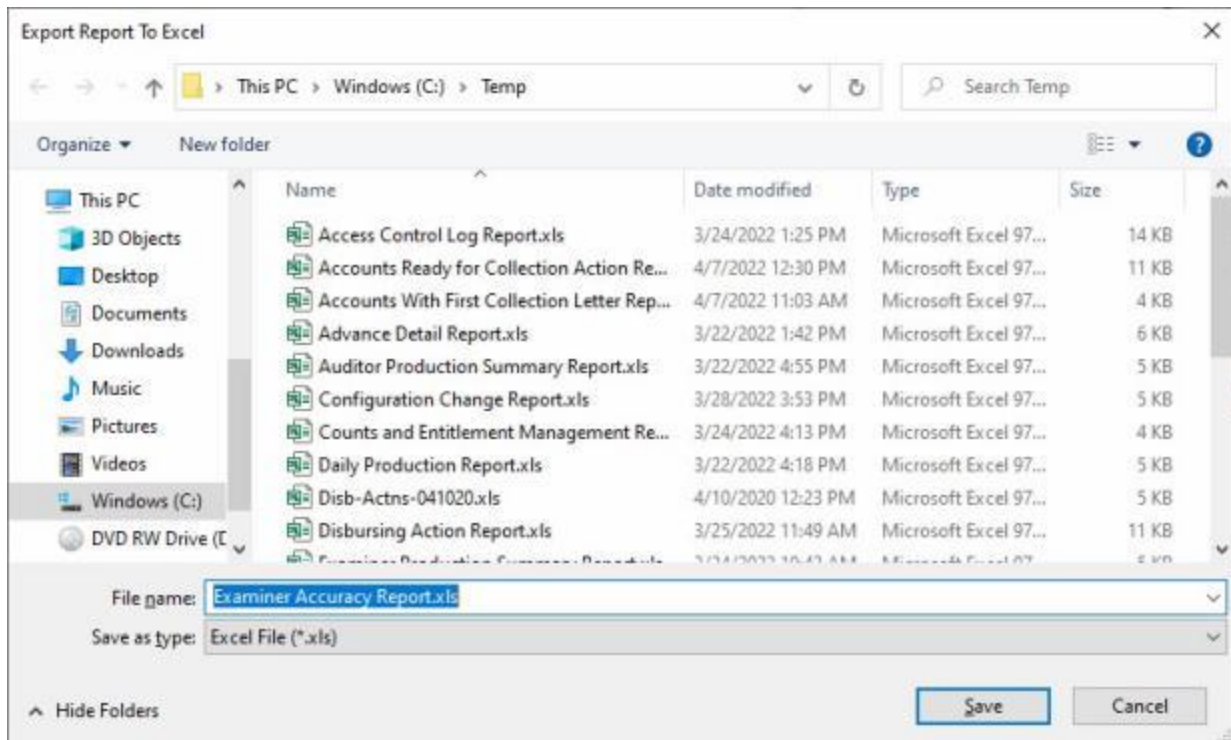 Export Report To Excel
This PC > Windows (C:) > Temp
Search Temp
Organize
New folder
Name Date modified Type Size
This PC
3D Objects
Desktop
Documents
Downloads
Music
Pictures
Videos
Windows (C:)
DVD RW Drive (D
Access Control Log Report.xls 3/24/2022 1:25 PM Microsoft Excel 97... 14 KB
Accounts Ready for Collection Action Re... 4/7/2022 12:30 PM Microsoft Excel 97... 11 KB
Accounts With First Collection Letter Rep... 4/7/2022 11:03 AM Microsoft Excel 97... 4 KB
Advance Detail Report.xls 3/22/2022 1:42 PM Microsoft Excel 97... 6 KB
Auditor Production Summary Report.xls 3/22/2022 4:55 PM Microsoft Excel 97... 5 KB
Configuration Change Report.xls 3/28/2022 3:53 PM Microsoft Excel 97... 5 KB
Counts and Entitlement Management Re... 3/24/2022 4:13 PM Microsoft Excel 97... 4 KB
Daily Production Report.xls 3/22/2022 4:18 PM Microsoft Excel 97... 5 KB
Disb-Actns-041020.xls 4/10/2020 12:23 PM Microsoft Excel 97... 5 KB
Disbursing Action Report.xls 3/25/2022 11:49 AM Microsoft Excel 97... 11 KB
File name: Examiner Accuracy Report.xls
Save as type: Excel File (*.xls)
Hide Folders
Save
Cancel